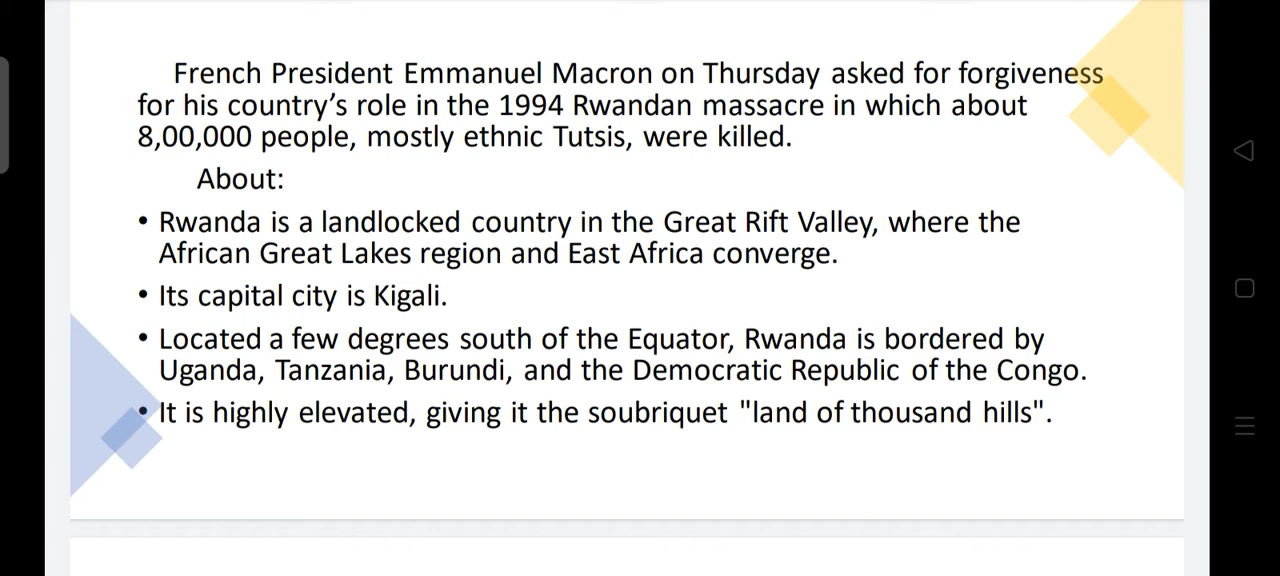 French President Emmanuel Macron on Thursday asked for forgiveness
for his country’s role in the 1994 Rwandan massacre in which about
8,00,000 people, mostly ethnic Tutsis, were killed.
About:
• Rwanda is a landlocked country in the Great Rift Valley, where the
African Great Lakes region and East Africa converge.
• Its capital city is Kigali.
• Located a few degrees south of the Equator, Rwanda is bordered by
Uganda, Tanzania, Burundi, and the Democratic Republic of the Congo.
• It is highly elevated, giving it the soubriquet "land of thousand hills".